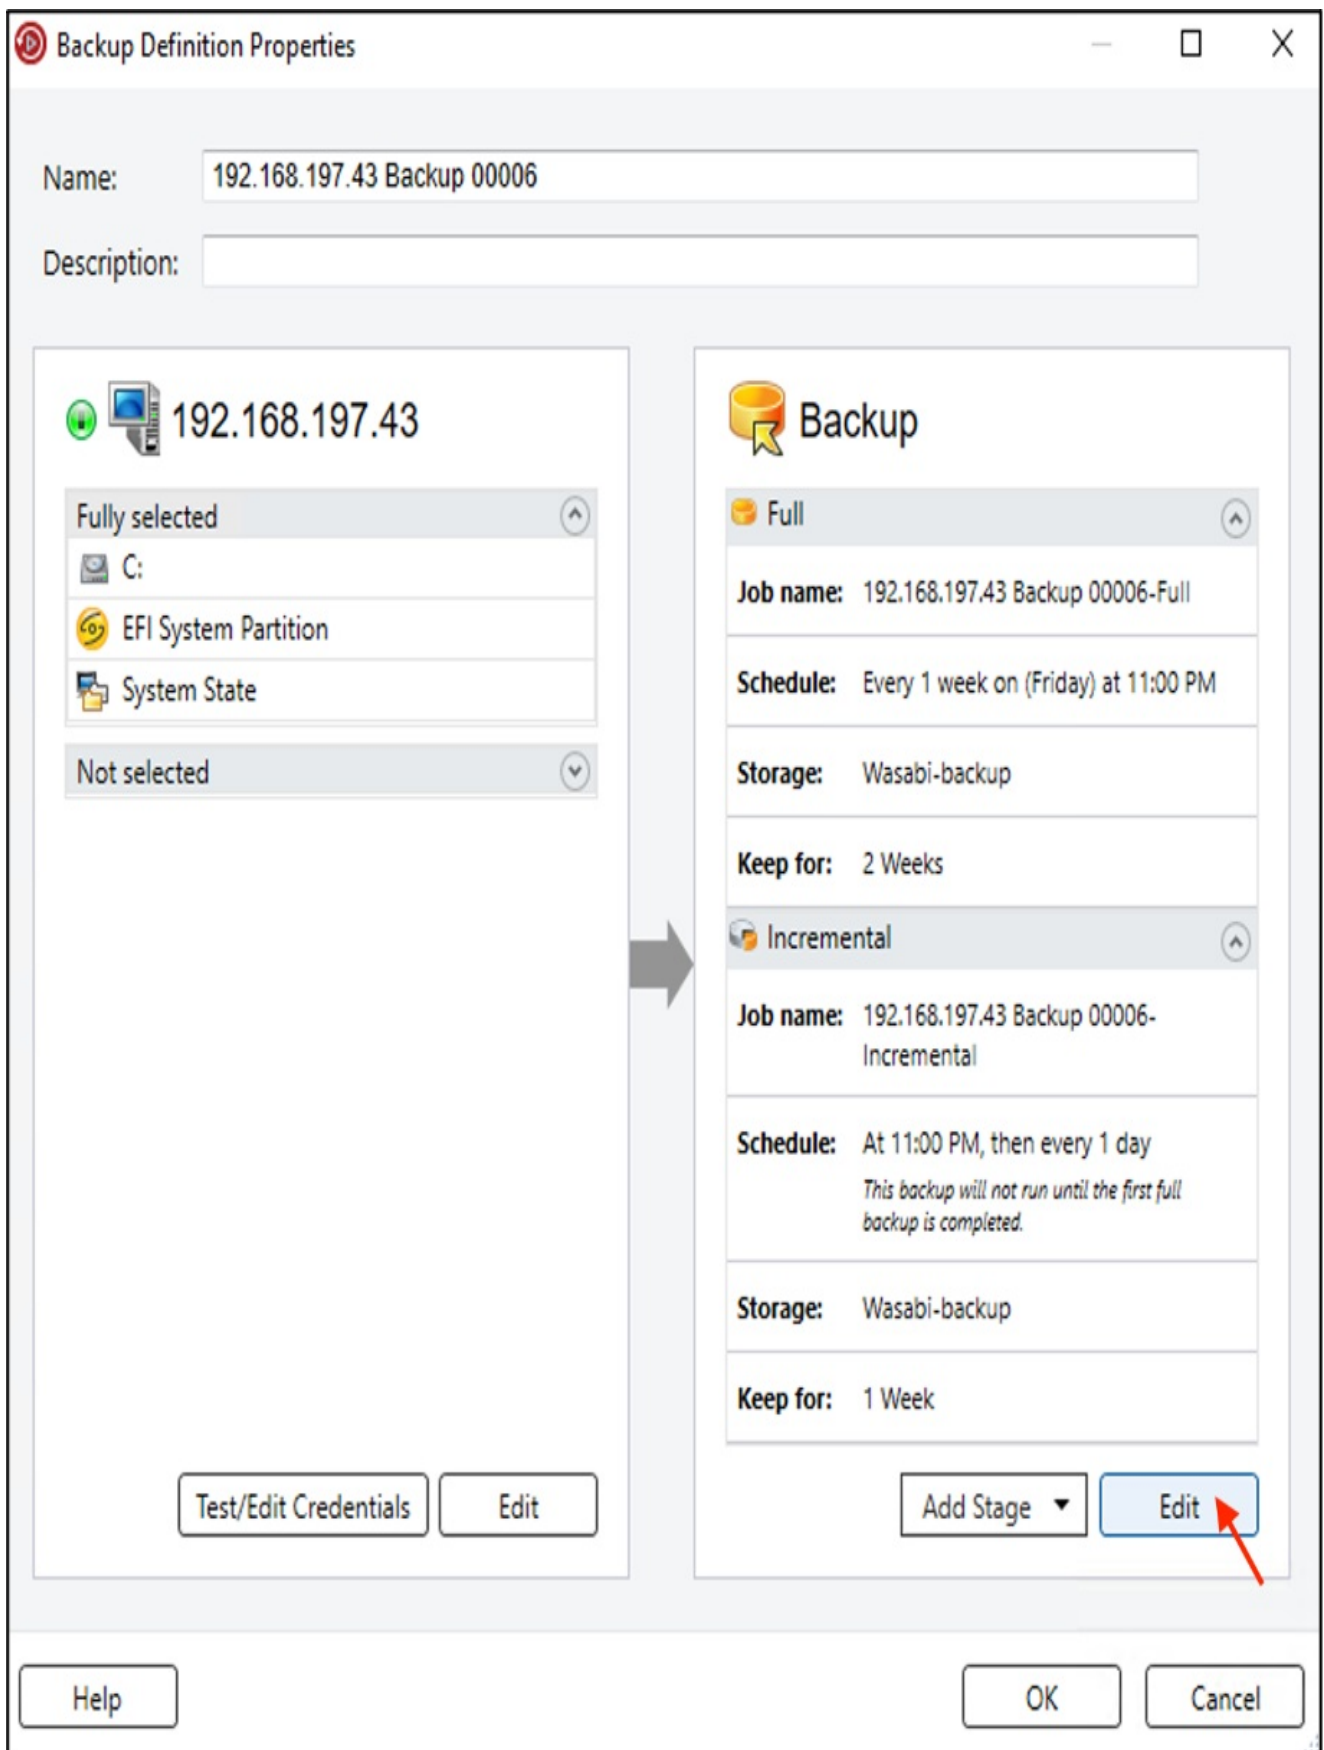 Backup Definition Properties
Name: 192.168.197.43 Backup 00006
Description:
192.168.197.43
Fully selected
C:
EFI System Partition
System State
Not selected
Test/Edit Credentials Edit
Backup
Full
Job name: 192.168.197.43 Backup 00006-Full
Schedule: Every 1 week on (Friday) at 11:00 PM
Storage: Wasabi-backup
Keep for: 2 Weeks
Incremental
Job name: 192.168.197.43 Backup 00006-
Incremental
Schedule: At 11:00 PM, then every 1 day
This backup will not run until the first full
backup is completed.
Storage: Wasabi-backup
Keep for: 1 Week
Add Stage Edit
Help OK Cancel